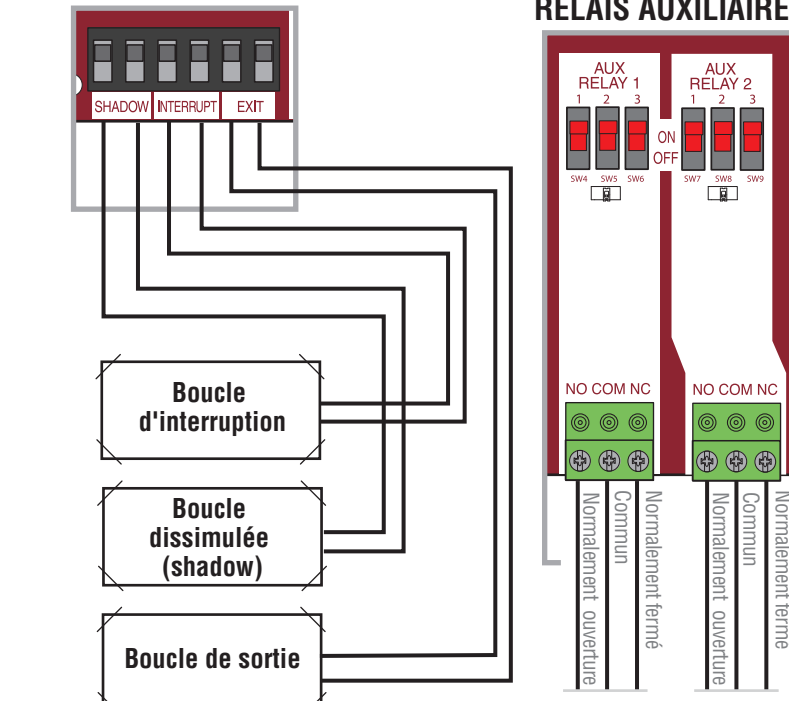 SHADOW INTERRUPT EXIT
Boucle
d'interruption
Boucle
dissimulée
(shadow)
Boucle de sortie
RELAIS AUXILIAIRE
AUX
RELAY 1
1 2 3
SW4 SW5 SW6
ON
OFF
AUX
RELAY 2
1 2 3
SW7 SW8 SW9
NO COM NC
Normalement ouverture
Commun
Normalement fermé
NO COM NC
Normalement ouverture
Commun
Normalement fermé